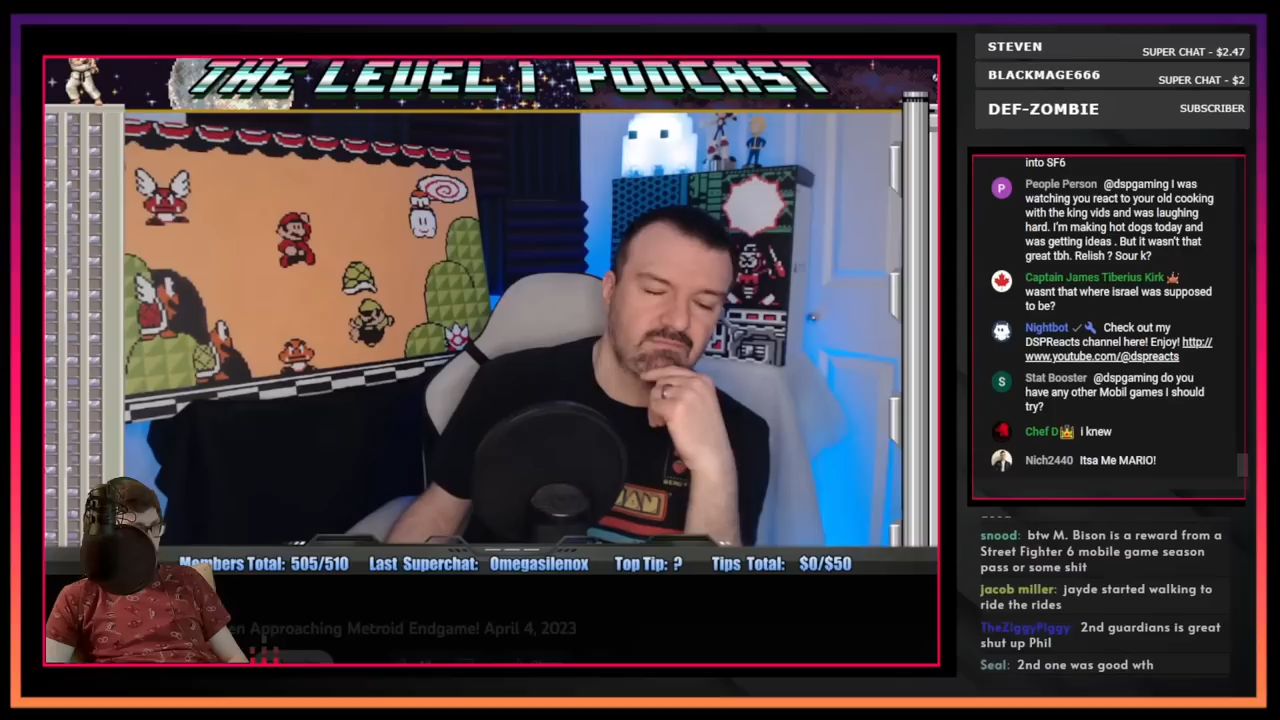 THE LEVEL 1 PODCAST
Members Total: 505/510 Last Superchat: Omegasilenox Top Tip: ? Tips Total: $0/$50
en Approaching Metroid Endgame! April 4, 2023
STEVEN SUPER CHAT - $2.47
BLACKMAGE666 SUPER CHAT - $2
DEF-ZOMBIE SUBSCRIBER
into SF6
P People Person @dspgaming I was
watching you react to your old cooking
with the king vids and was laughing
hard. I'm making hot dogs today and
was getting ideas . But it wasn't that
great tbh. Relish ? Sour k?
Captain James Tiberius Kirk
wasnt that where israel was supposed
to be?
Nightbot Check out my
DSPReacts channel here! Enjoy! http://
www.youtube.com/@dspreacts
S Stat Booster @dspgaming do you
have any other Mobil games i should
try?
Chef D i knew
Nich2440 Itsa Me MARIO!
snood: btw M. Bison is a reward from a
Street Fighter 6 mobile game season
pass or some shit
jacob miller: jayde started walking to
ride the rides
TheZiggyPiggy 2nd guardians is great
shut up Phil
Seal: 2nd one was good wth